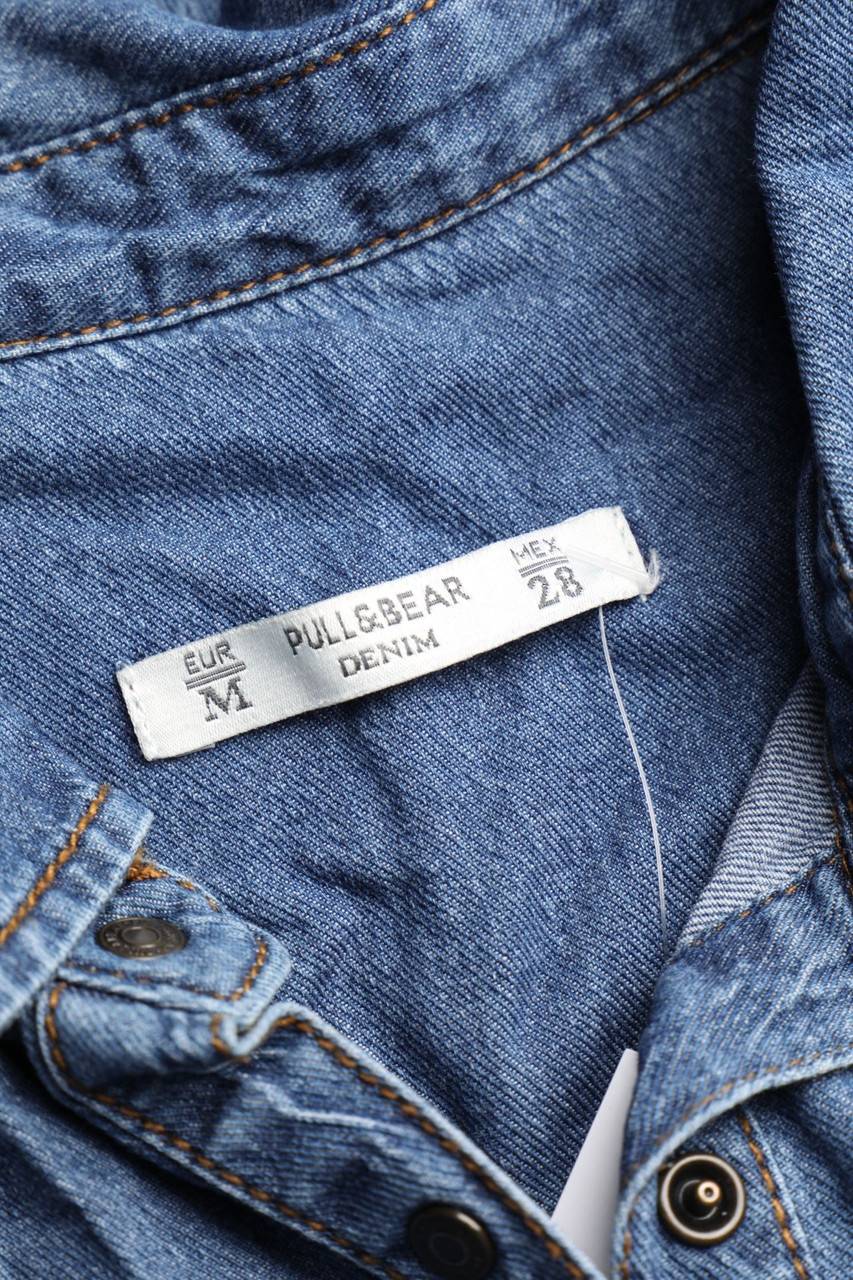 EUR
M
PULL&BEAR
DENIM
MEX
28